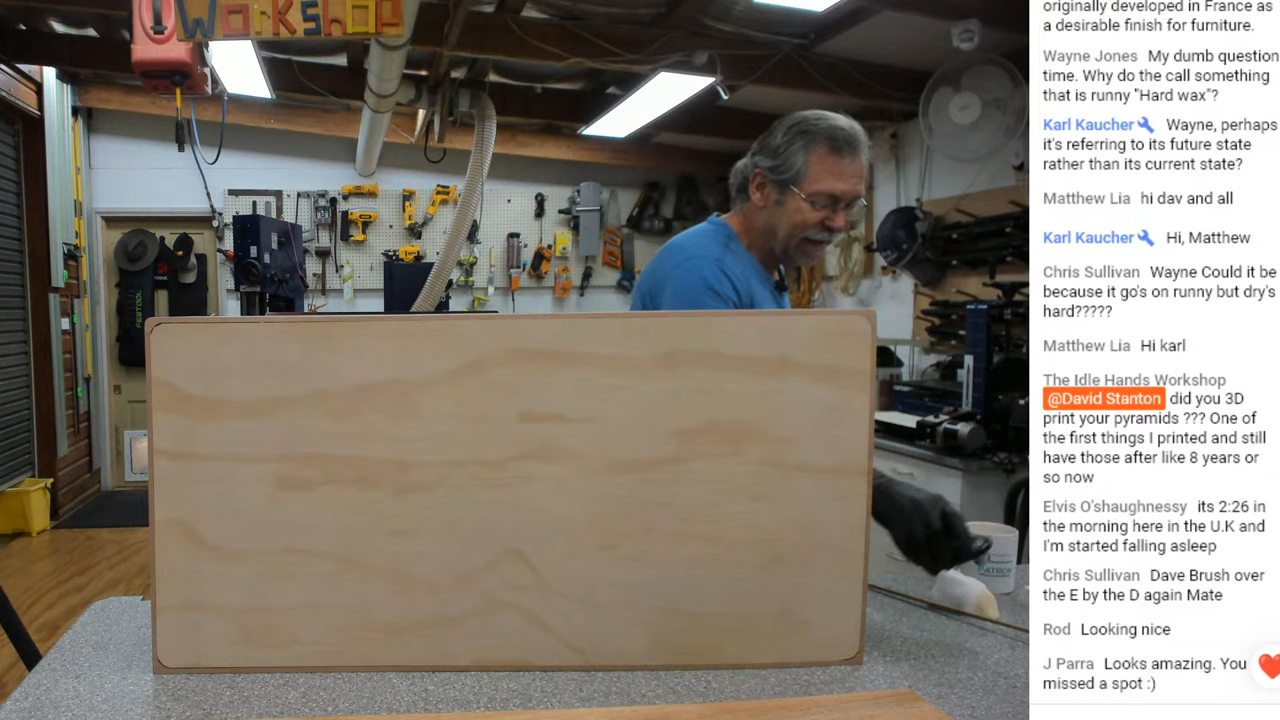 Workshop
FESTOOL
originally developed in France as
a desirable finish for furniture.
Wayne Jones My dumb question
time. Why do the call something
that is runny "Hard wax"?
Karl Kaucher Wayne, perhaps
it's referring to its future state
rather than its current state?
Matthew Lia hi dav and all
Karl Kaucher Hi, Matthew
Chris Sullivan Wayne Could it be
because it go's on runny but dry's
hard?????
Matthew Lia Hi karl
The Idle Hands Workshop
@David Stanton did you 3D
print your pyramids ??? One of
the first things I printed and still
have those after like 8 years or
so now
Elvis O'shaughnessy its 2:26 in
the morning here in the U.K and
I'm started falling asleep
Chris Sullivan Dave Brush over
the E by the D again Mate
Rod Looking nice
J Parra Looks amazing. You
missed a spot :)